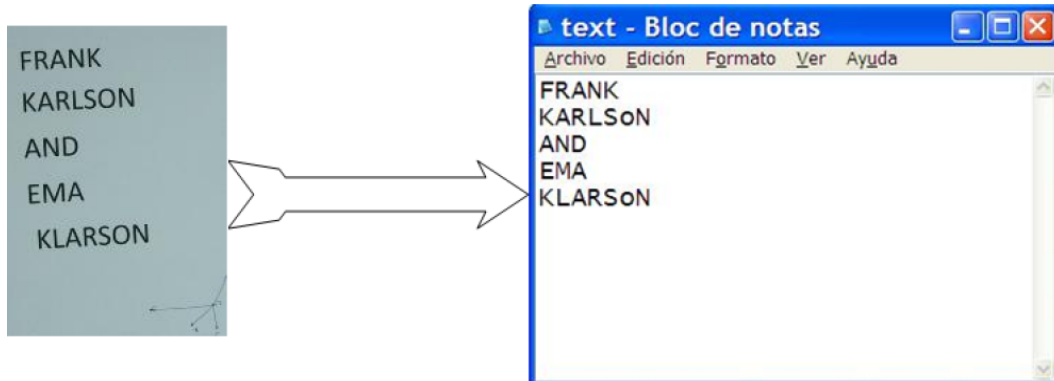 FRANK
KARLSON
AND
EMA
KLARSON
text - Bloc de notas
Archivo Edición Formato Ver Ayuda
FRANK
KARLSoN
AND
EMA
KLARSoN